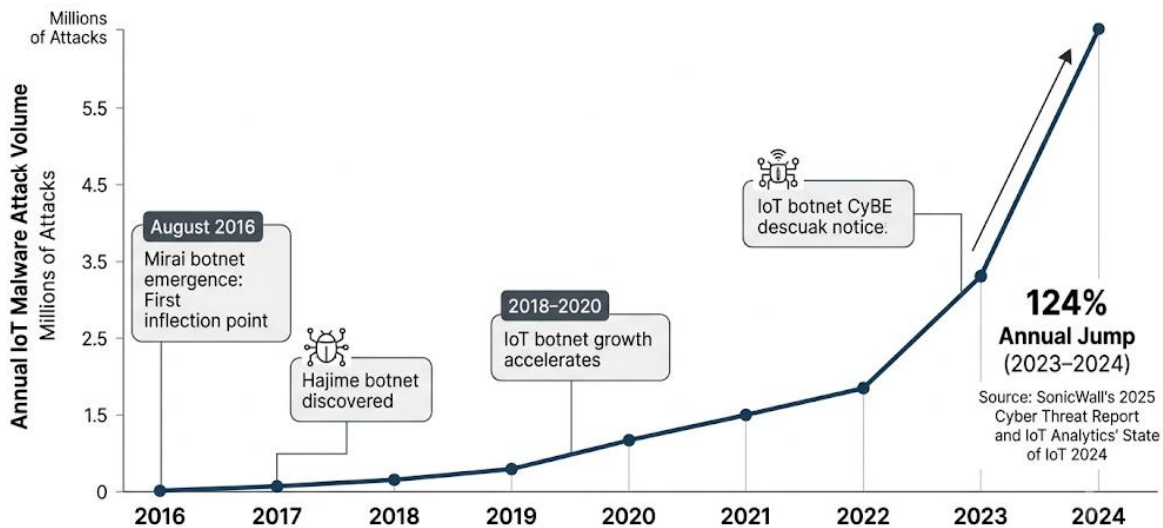 Millions
of Attacks
Annual IoT Malware Attack Volume
Millions of Attacks
5.5
4.5
3.5
2.5
1.5
0
August 2016
Mirai botnet
emergence:
First
inflection point
Hajime botnet
discovered
2018–2020
IoT botnet growth
accelerates
IoT botnet CyBE
descuak notice.
124%
Annual Jump
(2023–2024)
Source: SonicWall's 2025
Cyber Threat Report
and IoT Analytics' State
of IoT 2024
2016 2017 2018 2019 2020 2021 2022 2023 2024